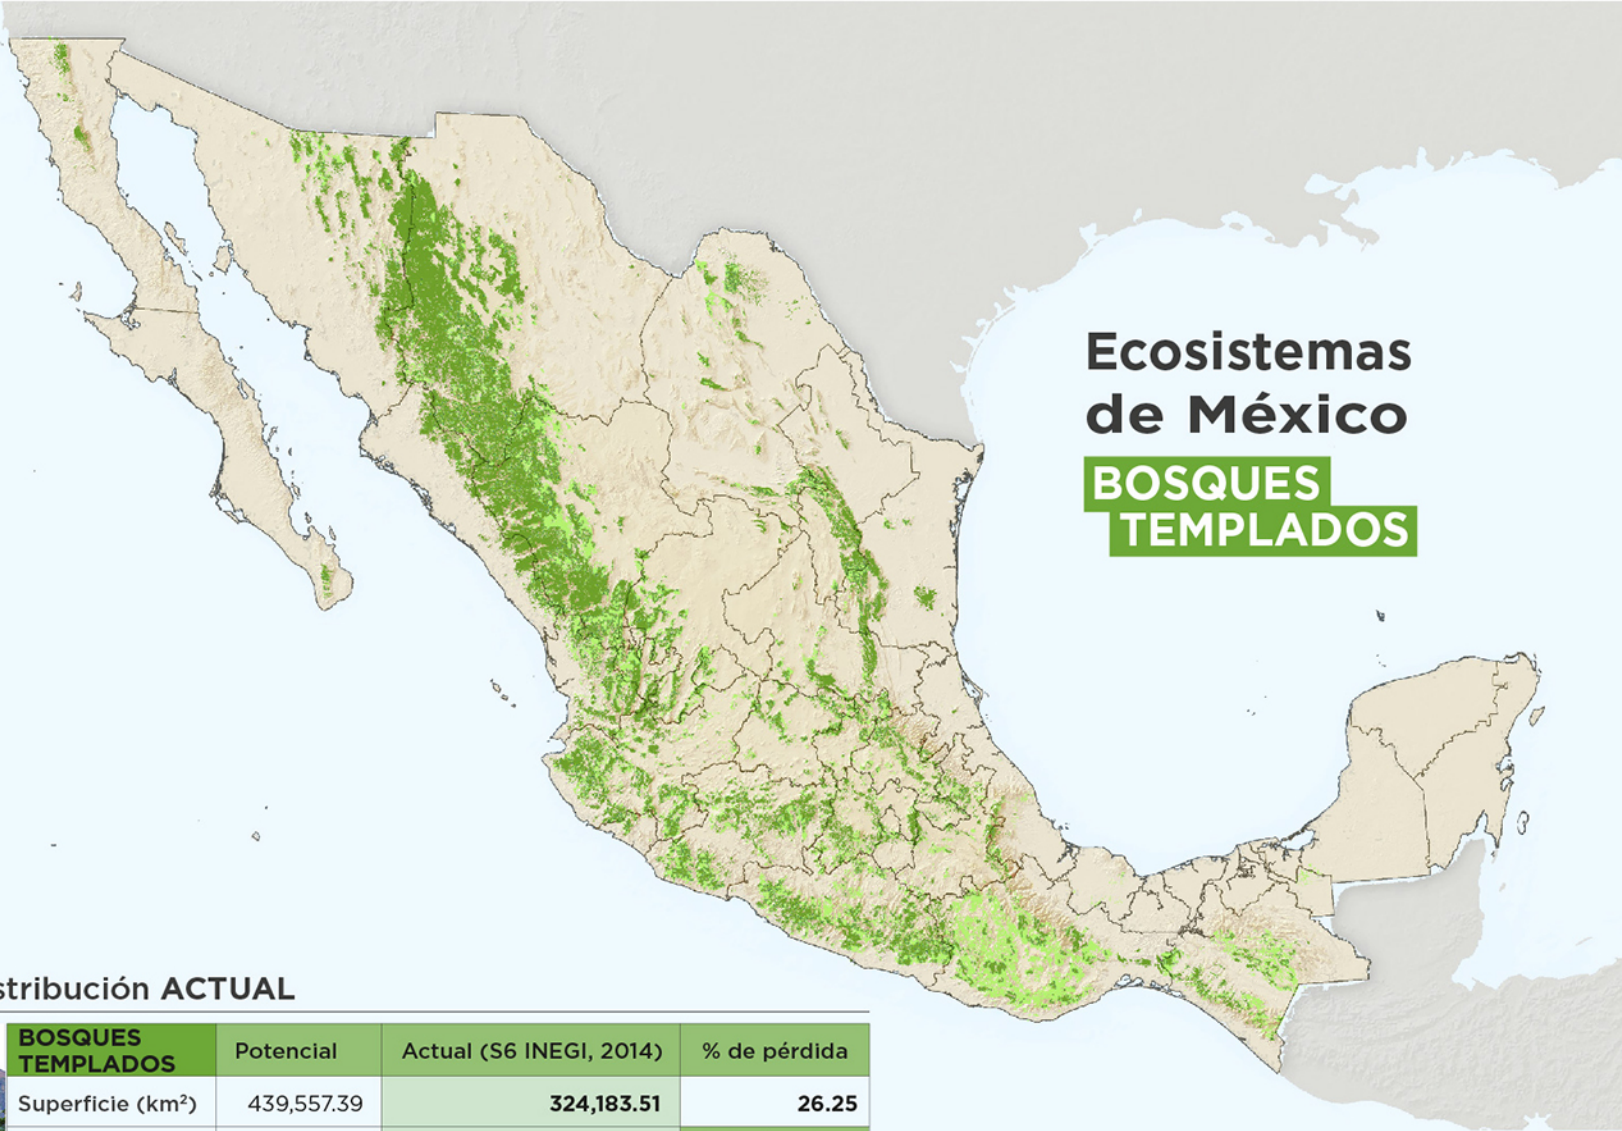 Ecosistemas
de México
BOSQUES
TEMPLADOS
stribución ACTUAL
BOSQUES TEMPLADOS Potencial Actual (S6 INEGI, 2014) % de pérdida
Superficie (km²) 439,557.39 324,183.51 26.25